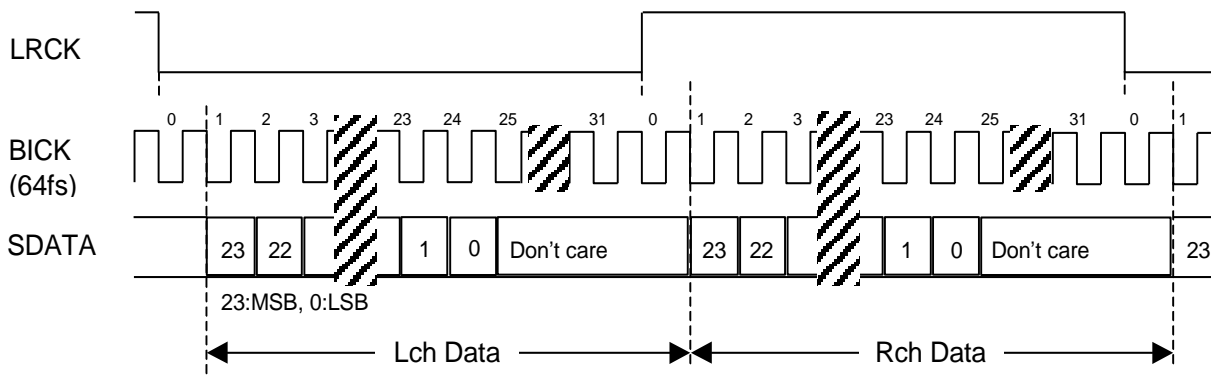 LRCK
0 1 2 3 23 24 25 31 0 1 2 3 23 24 25 31 0 1
BICK
(64fs)
SDATA 23 22 1 0 Don't care 23 22 1 0 Don't care 23
23:MSB, 0:LSB
Lch Data Rch Data